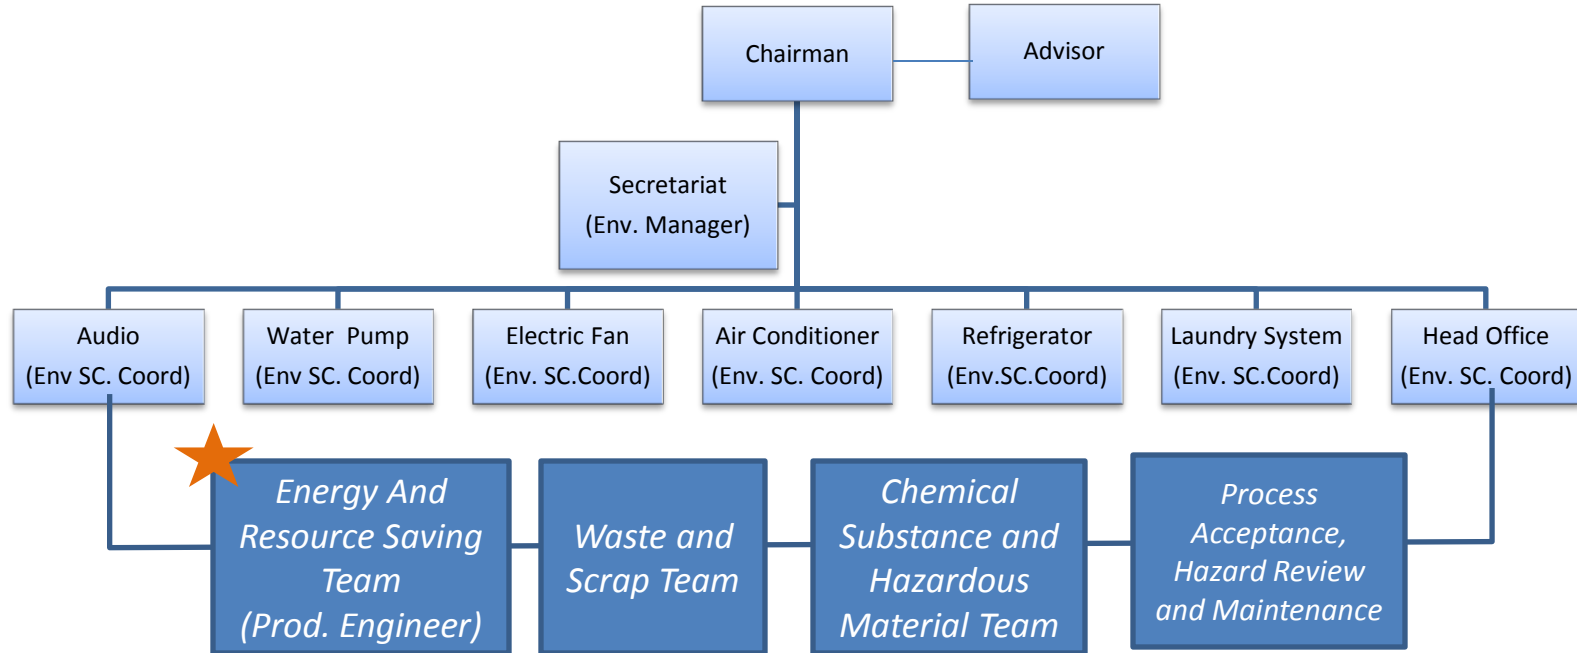 Chairman
Advisor
Secretariat
(Env. Manager)
Audio
(Env SC. Coord)
Water Pump
(Env SC. Coord)
Electric Fan
(Env. SC.Coord)
Air Conditioner
(Env. SC. Coord)
Refrigerator
(Env.SC.Coord)
Laundry System
(Env. SC.Coord)
Head Office
(Env. SC. Coord)
Energy And
Resource Saving
Team
(Prod. Engineer)
Waste and
Scrap Team
Chemical
Substance and
Hazardous
Material Team
Process
Acceptance,
Hazard Review
and Maintenance